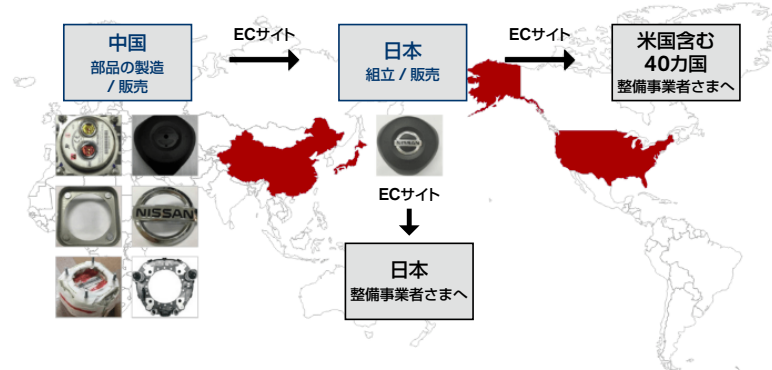 中国
部品の製造
/ 販売
ECサイト
日本
組立 / 販売
ECサイト
米国含む
40カ国
整備事業者さまへ
NISSAN
NISSAN
ECサイト
日本
整備事業者さまへ